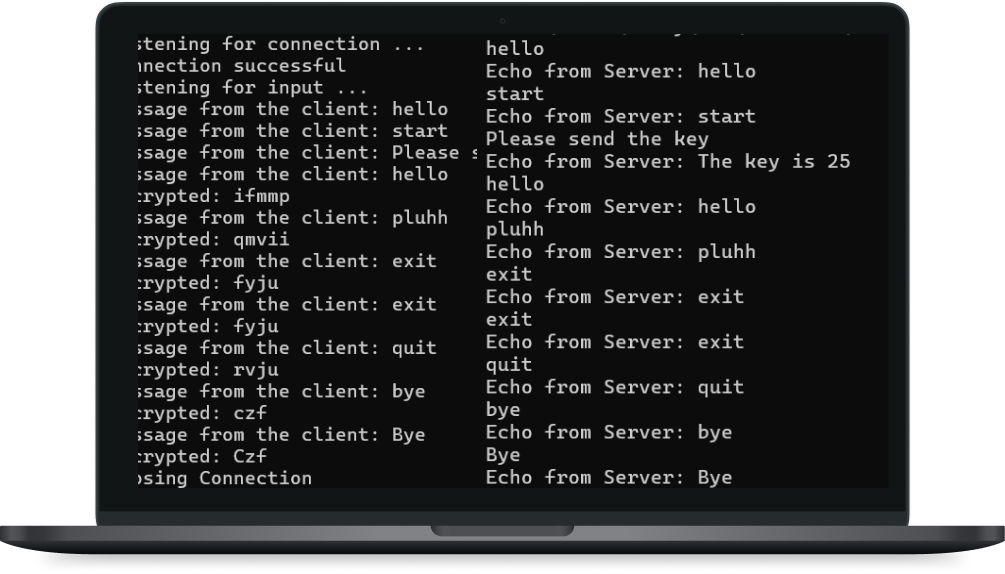 stening for connection ...
nnection successful
stening for input ...
ssage from the client: hello
ssage from the client: start
ssage from the client: Please s
ssage from the client: hello
crypted: ifmmp
ssage from the client: pluhh
crypted: qmvii
ssage from the client: exit
crypted: fyju
ssage from the client: exit
crypted: fyju
ssage from the client: quit
crypted: rvju
ssage from the client: bye
crypted: czf
ssage from the client: Bye
crypted: Czf
osing Connection
hello
Echo from Server: hello
start
Echo from Server: start
Please send the key
Echo from Server: The key is 25
hello
Echo from Server: hello
pluhh
Echo from Server: pluhh
exit
Echo from Server: exit
exit
Echo from Server: exit
quit
Echo from Server: quit
bye
Echo from Server: bye
Bye
Echo from Server: Bye